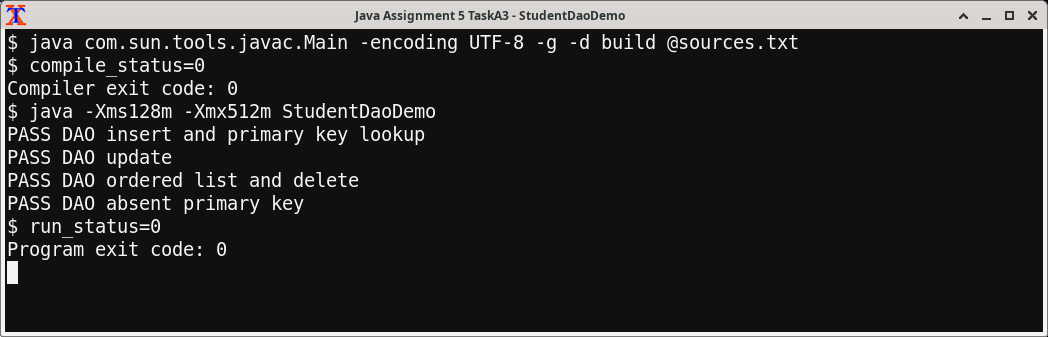 Java Assignment 5 TaskA3 - StudentDaoDemo
$ java com.sun.tools.javac.Main -encoding UTF-8 -g -d build @sources.txt
$ compile_status=0
Compiler exit code: 0
$ java -Xms128m -Xmx512m StudentDaoDemo
PASS DAO insert and primary key lookup
PASS DAO update
PASS DAO ordered list and delete
PASS DAO absent primary key
$ run_status=0
Program exit code: 0